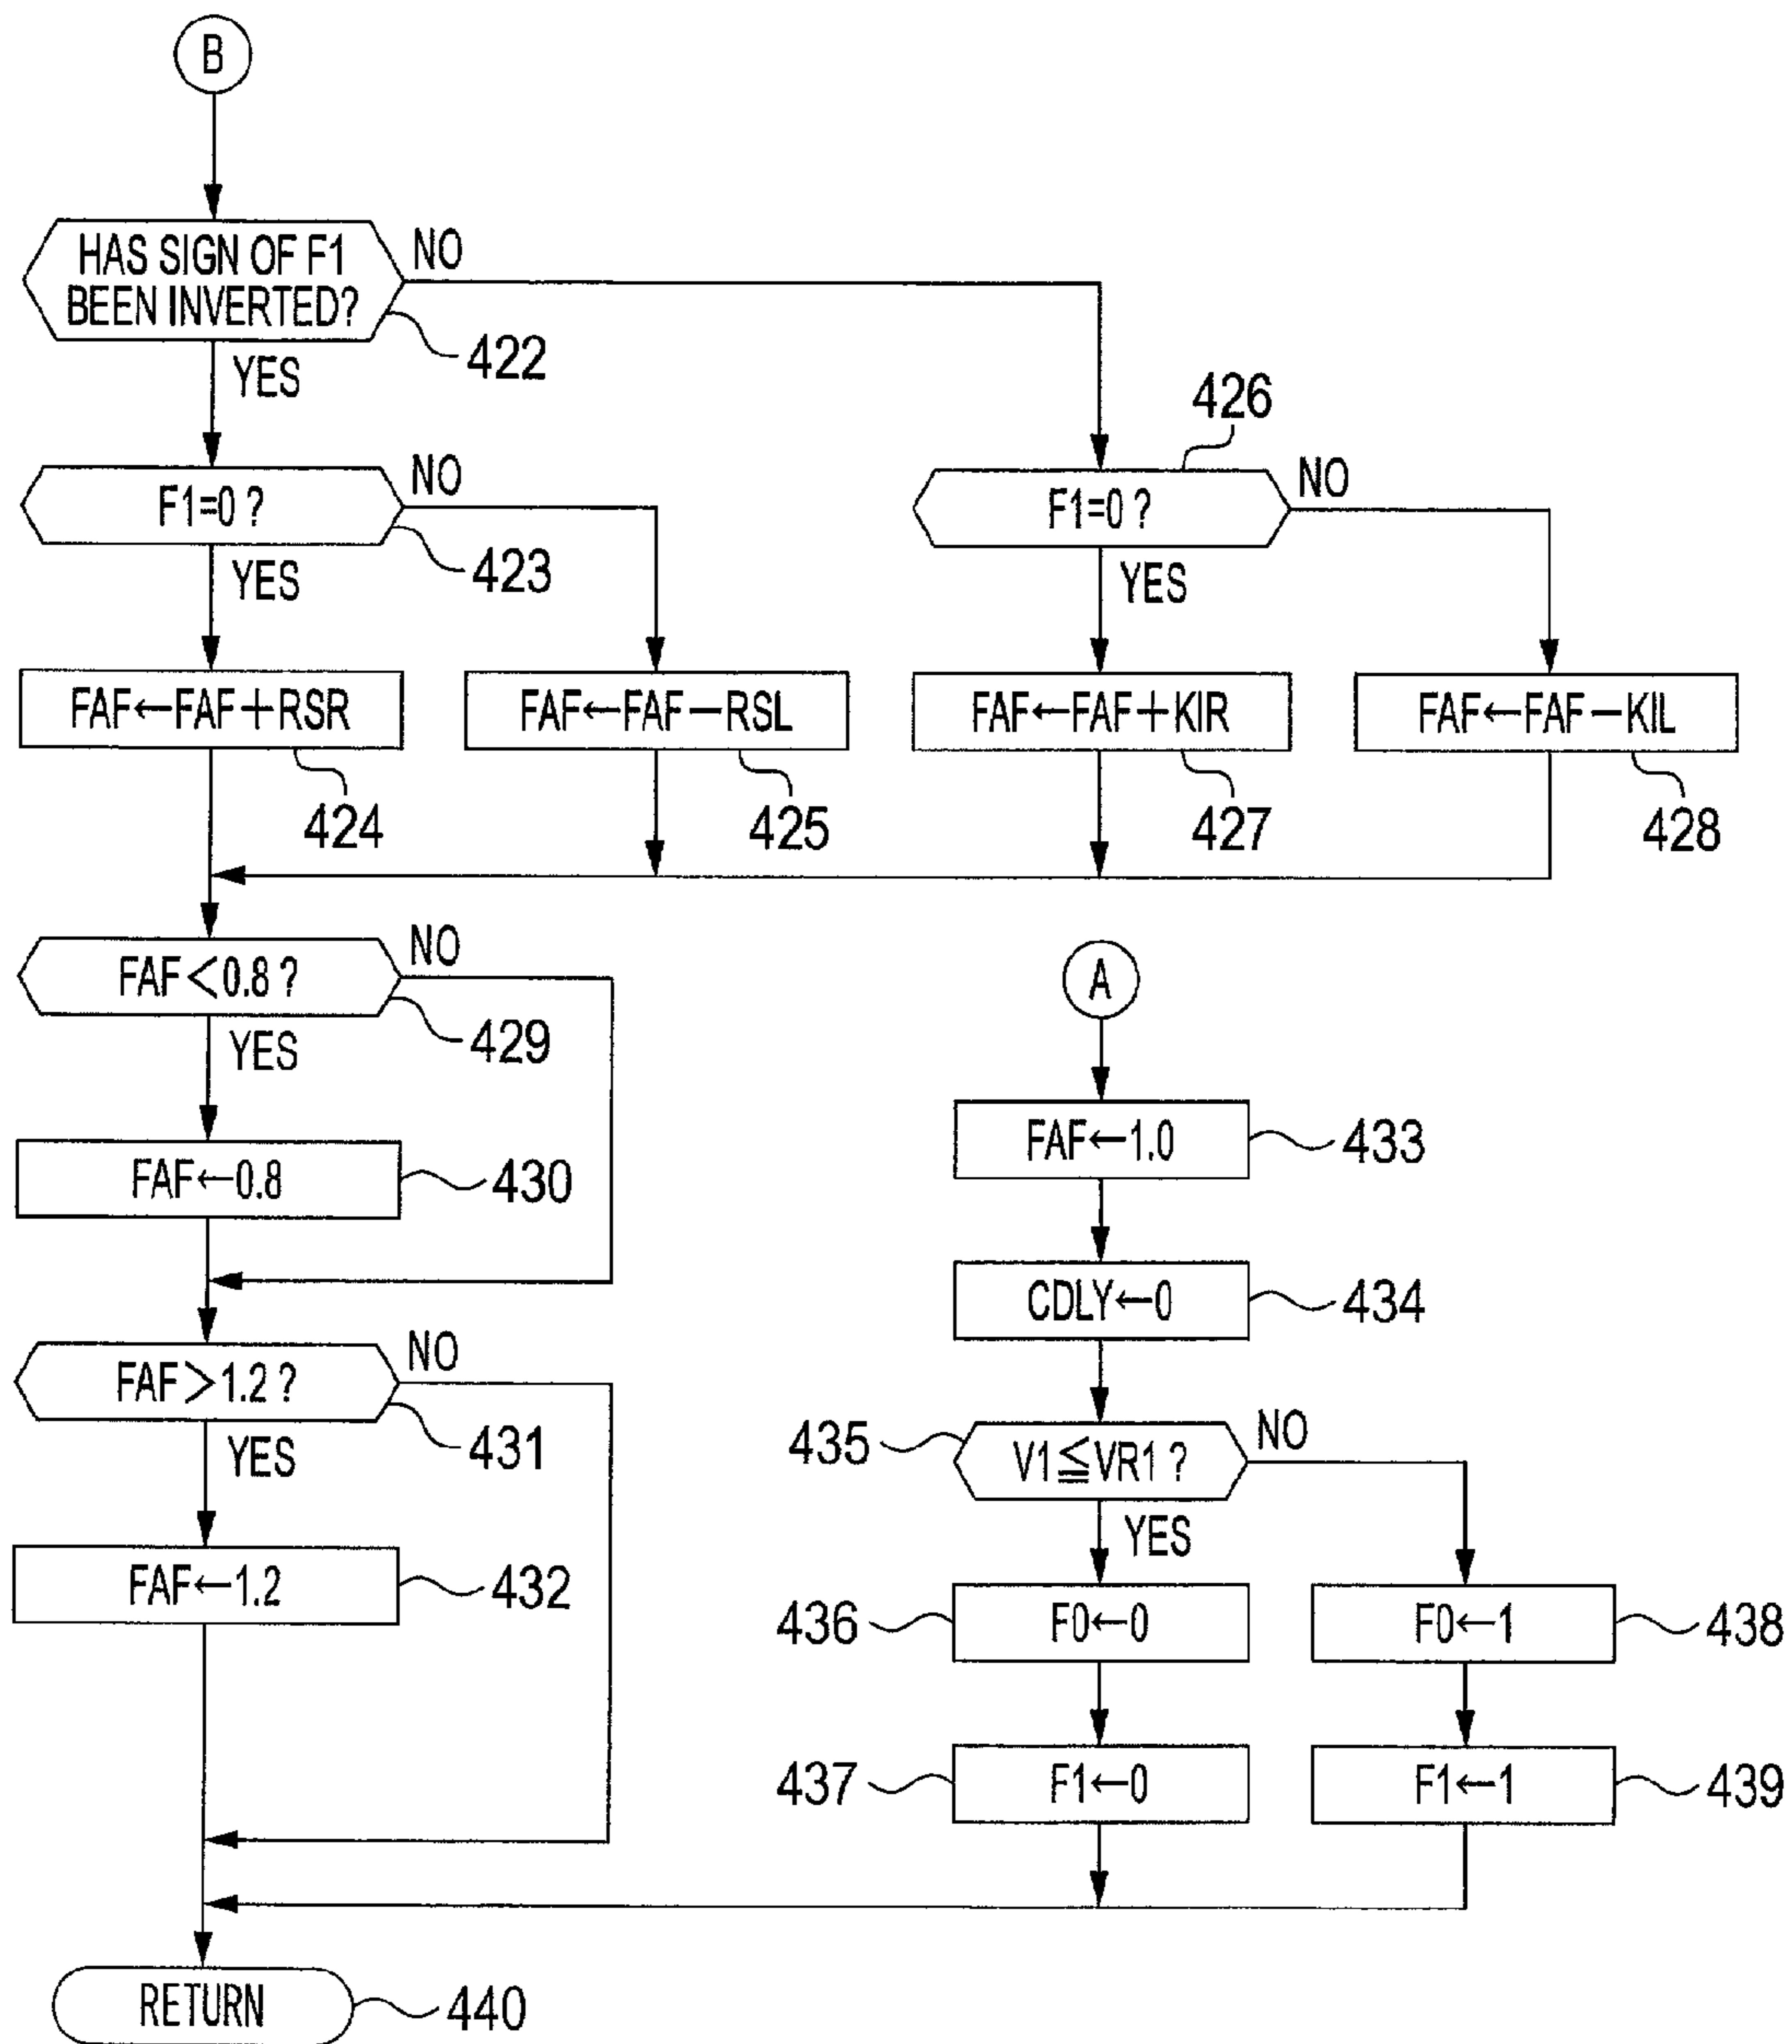 B
HAS SIGN OF F1
BEEN INVERTED?
NO
422
YES
426
F1=0 ?
NO
423
YES
F1=0 ?
NO
YES
FAF←FAF+RSR
424
FAF←FAF−RSL
425
FAF←FAF+KIR
427
FAF←FAF−KIL
428
FAF<0.8 ?
NO
429
YES
FAF←0.8
430
FAF>1.2 ?
NO
431
YES
FAF←1.2
432
A
FAF←1.0
433
CDLY←0
434
435
V1≦VR1 ?
NO
YES
436
F0←0
F0←1
438
437
F1←0
F1←1
439
RETURN
440